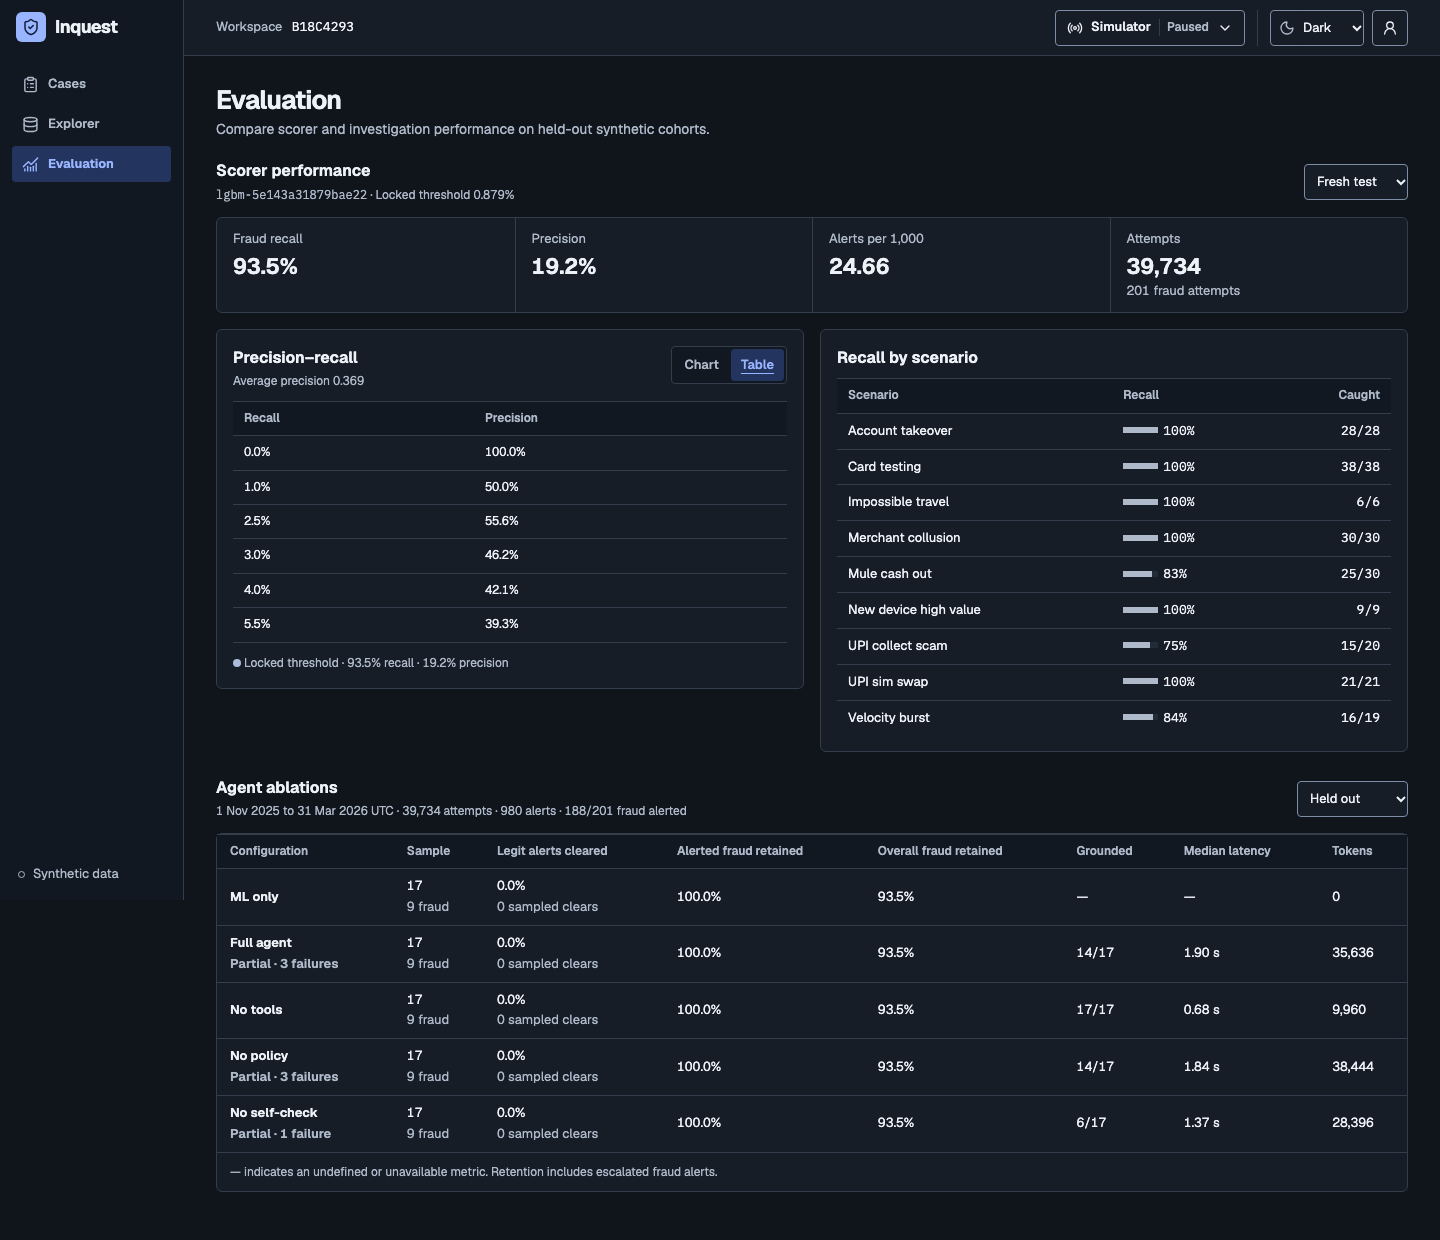 Inquest
Workspace B18C4293
Simulator Paused
Dark
Cases
Explorer
Evaluation
Synthetic data
Evaluation
Compare scorer and investigation performance on held-out synthetic cohorts.
Scorer performance
lgbm-5e143a31879bae22 · Locked threshold 0.879%
Fresh test
Fraud recall
93.5%
Precision
19.2%
Alerts per 1,000
24.66
Attempts
39,734
201 fraud attempts
Precision–recall
Average precision 0.369
Chart Table
Recall Precision
0.0% 100.0%
1.0% 50.0%
2.5% 55.6%
3.0% 46.2%
4.0% 42.1%
5.5% 39.3%
Locked threshold · 93.5% recall · 19.2% precision
Recall by scenario
Scenario Recall Caught
Account takeover 100% 28/28
Card testing 100% 38/38
Impossible travel 100% 6/6
Merchant collusion 100% 30/30
Mule cash out 83% 25/30
New device high value 100% 9/9
UPI collect scam 75% 15/20
UPI sim swap 100% 21/21
Velocity burst 84% 16/19
Agent ablations
1 Nov 2025 to 31 Mar 2026 UTC · 39,734 attempts · 980 alerts · 188/201 fraud alerted
Held out
Configuration Sample Legit alerts cleared Alerted fraud retained Overall fraud retained Grounded Median latency Tokens
ML only 17 9 fraud 0.0% 0 sampled clears 100.0% 93.5% — — 0
Full agent Partial · 3 failures 17 9 fraud 0.0% 0 sampled clears 100.0% 93.5% 14/17 1.90 s 35,636
No tools 17 9 fraud 0.0% 0 sampled clears 100.0% 93.5% 17/17 0.68 s 9,960
No policy Partial · 3 failures 17 9 fraud 0.0% 0 sampled clears 100.0% 93.5% 14/17 1.84 s 38,444
No self-check Partial · 1 failure 17 9 fraud 0.0% 0 sampled clears 100.0% 93.5% 6/17 1.37 s 28,396
— indicates an undefined or unavailable metric. Retention includes escalated fraud alerts.